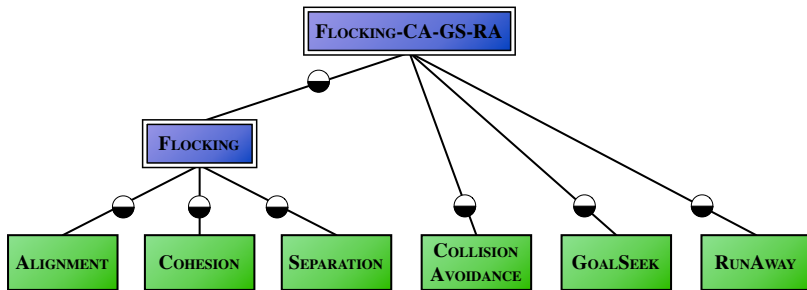 Flocking-CA-GS-RA
Flocking
Alignment
Cohesion
Separation
Collision
Avoidance
GoalSeek
RunAway